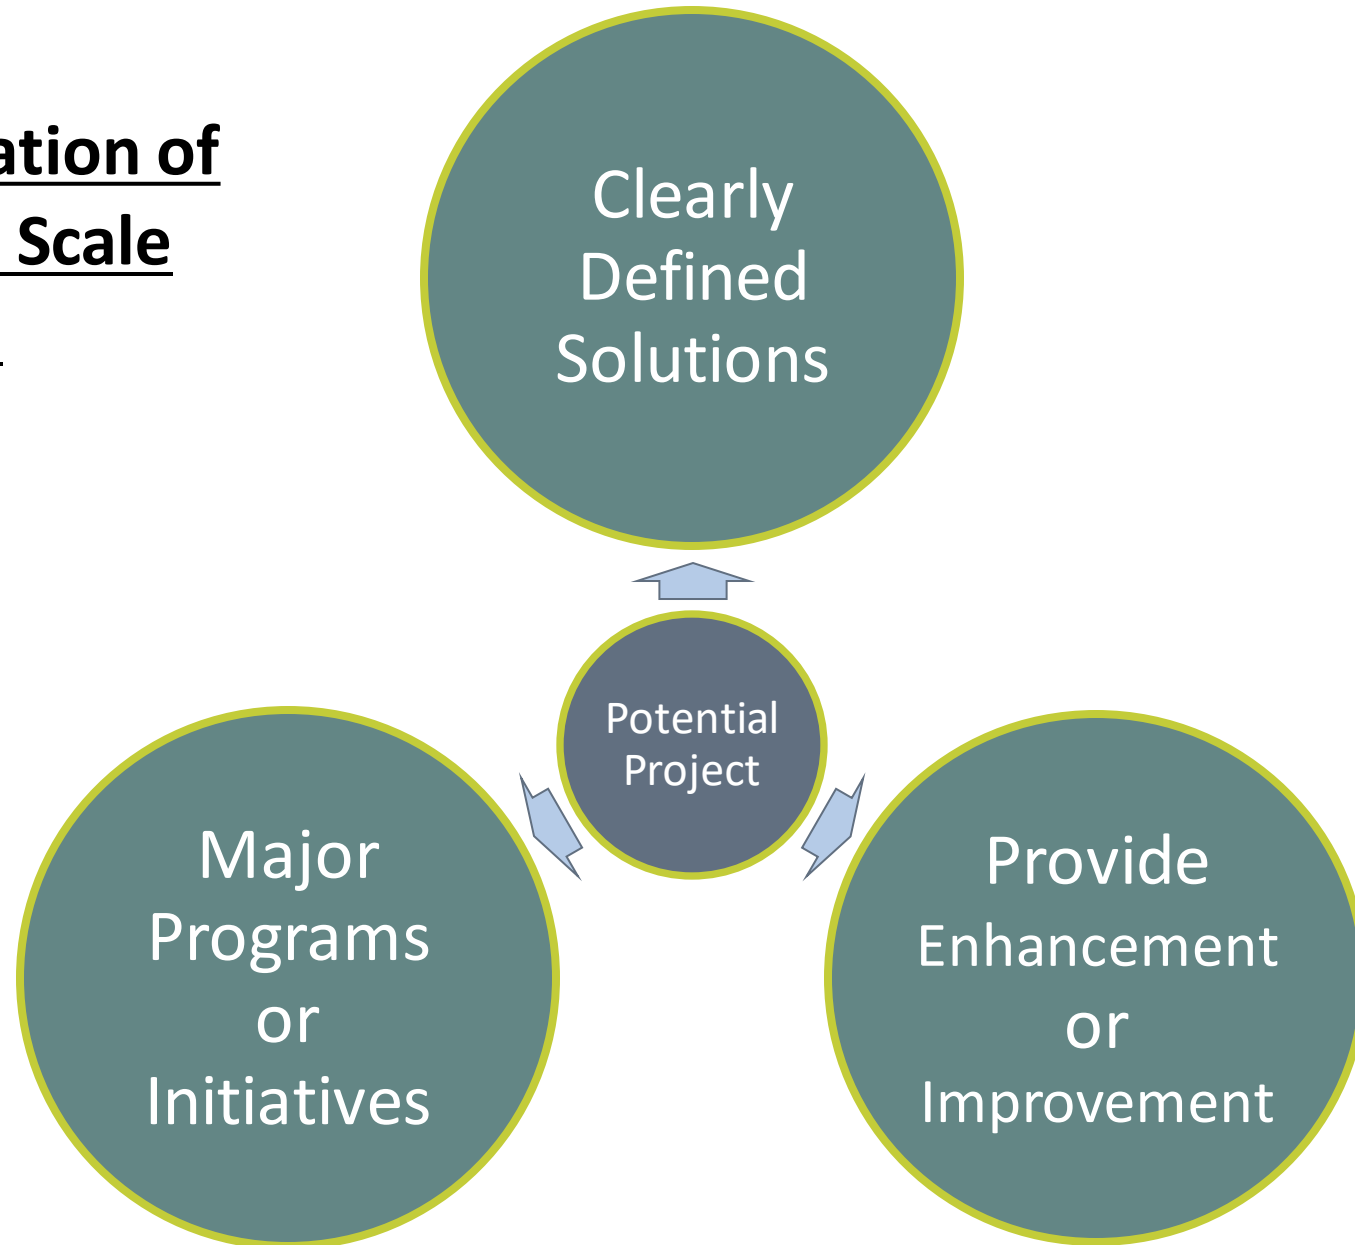 ation of
Scale
Clearly
Defined
Solutions
Potential
Project
Major
Programs
or
Initiatives
Provide
Enhancement
or
Improvement